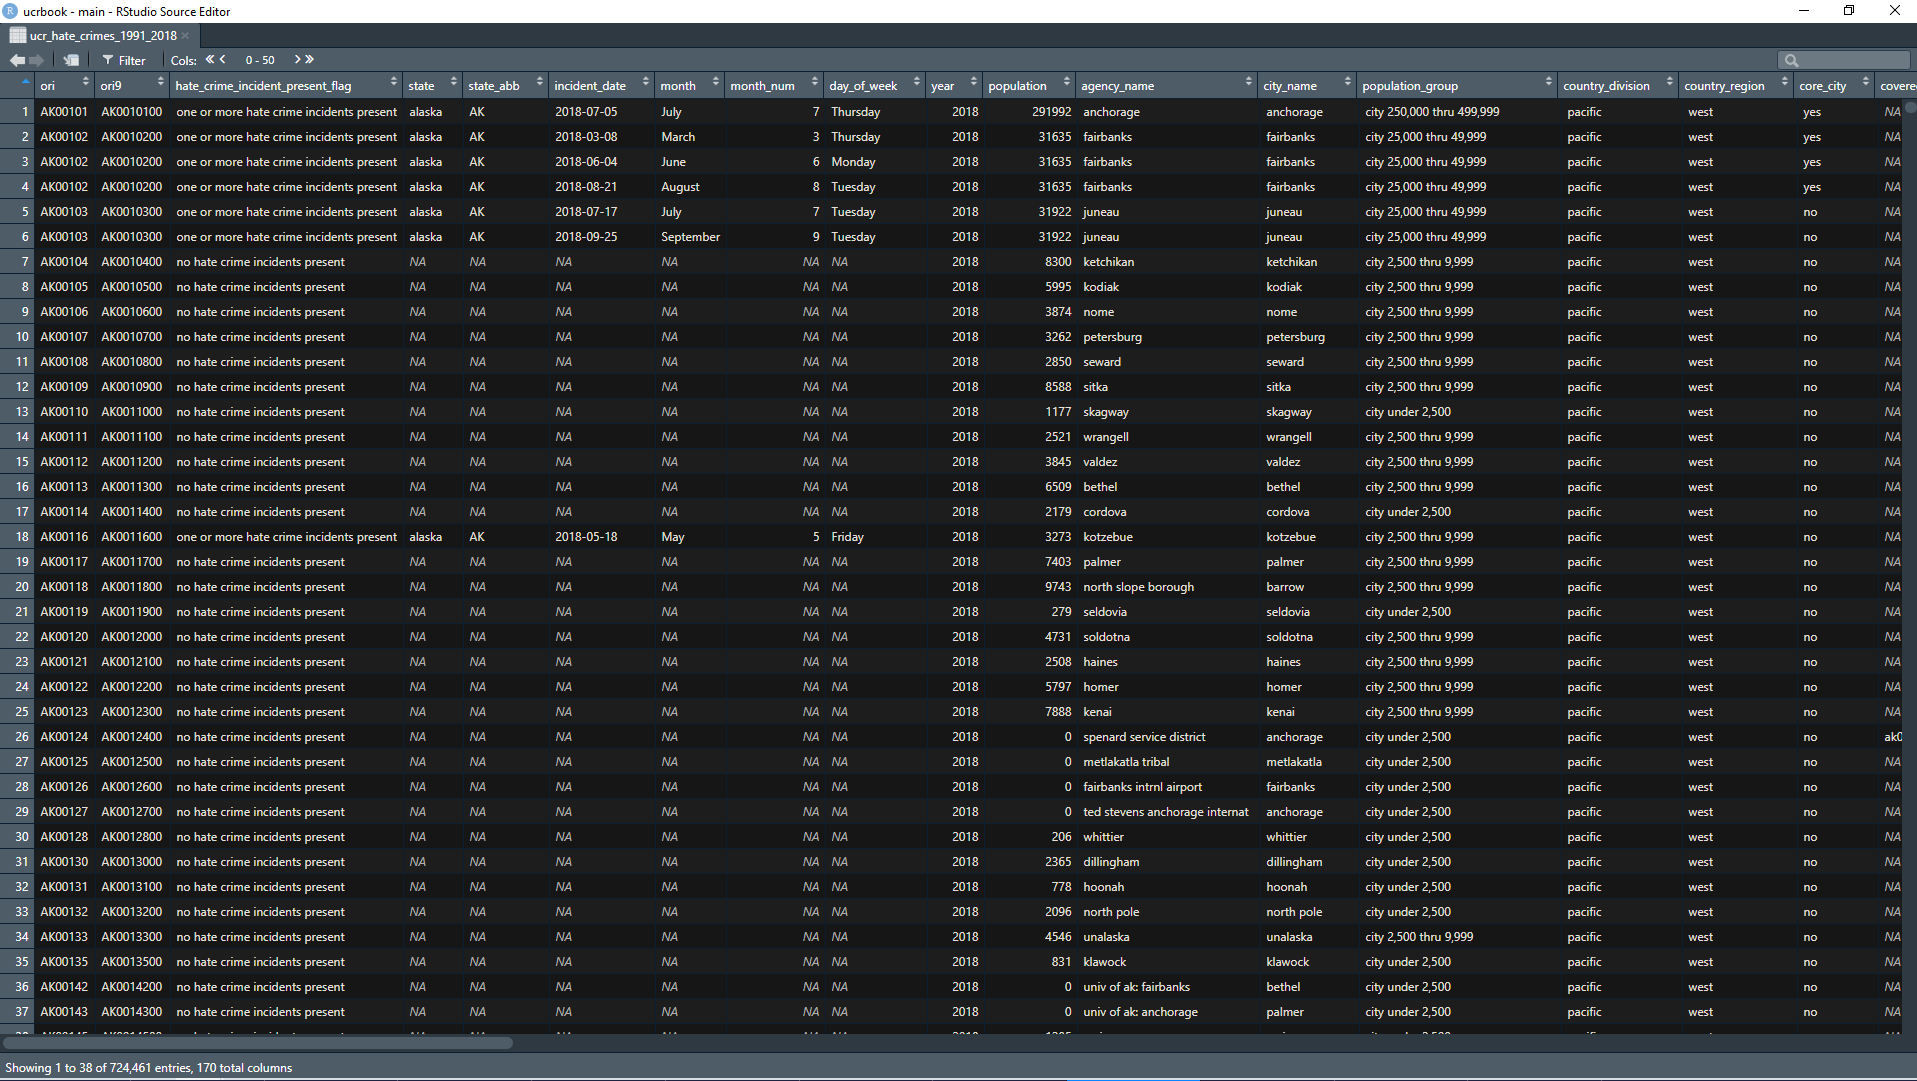 ucrbook - main - RStudio Source Editor
ucr_hate_crimes_1991_2018
Filter Cols: 0 - 50
ori ori9 hate_crime_incident_present_flag state state_abb incident_date month month_num day_of_week year population agency_name city_name population_group country_division country_region core_city covere
1 AK00101 AK0010100 one or more hate crime incidents present alaska AK 2018-07-05 July 7 Thursday 2018 291992 anchorage anchorage city 250,000 thru 499,999 pacific west yes NA
2 AK00102 AK0010200 one or more hate crime incidents present alaska AK 2018-03-08 March 3 Thursday 2018 31635 fairbanks fairbanks city 25,000 thru 49,999 pacific west yes NA
3 AK00102 AK0010200 one or more hate crime incidents present alaska AK 2018-06-04 June 6 Monday 2018 31635 fairbanks fairbanks city 25,000 thru 49,999 pacific west yes NA
4 AK00102 AK0010200 one or more hate crime incidents present alaska AK 2018-08-21 August 8 Tuesday 2018 31635 fairbanks fairbanks city 25,000 thru 49,999 pacific west yes NA
5 AK00103 AK0010300 one or more hate crime incidents present alaska AK 2018-07-17 July 7 Tuesday 2018 31922 juneau juneau city 25,000 thru 49,999 pacific west no NA
6 AK00103 AK0010300 one or more hate crime incidents present alaska AK 2018-09-25 September 9 Tuesday 2018 31922 juneau juneau city 25,000 thru 49,999 pacific west no NA
7 AK00104 AK0010400 no hate crime incidents present NA NA NA NA NA NA 2018 8300 ketchikan ketchikan city 2,500 thru 9,999 pacific west no NA
8 AK00105 AK0010500 no hate crime incidents present NA NA NA NA NA NA 2018 5995 kodiak kodiak city 2,500 thru 9,999 pacific west no NA
9 AK00106 AK0010600 no hate crime incidents present NA NA NA NA NA NA 2018 3874 nome nome city 2,500 thru 9,999 pacific west no NA
10 AK00107 AK0010700 no hate crime incidents present NA NA NA NA NA NA 2018 3262 petersburg petersburg city 2,500 thru 9,999 pacific west no NA
11 AK00108 AK0010800 no hate crime incidents present NA NA NA NA NA NA 2018 2850 seward seward city 2,500 thru 9,999 pacific west no NA
12 AK00109 AK0010900 no hate crime incidents present NA NA NA NA NA NA 2018 8588 sitka sitka city 2,500 thru 9,999 pacific west no NA
13 AK00110 AK0011000 no hate crime incidents present NA NA NA NA NA NA 2018 1177 skagway skagway city under 2,500 pacific west no NA
14 AK00111 AK0011100 no hate crime incidents present NA NA NA NA NA NA 2018 2521 wrangell wrangell city 2,500 thru 9,999 pacific west no NA
15 AK00112 AK0011200 no hate crime incidents present NA NA NA NA NA NA 2018 3845 valdez valdez city 2,500 thru 9,999 pacific west no NA
16 AK00113 AK0011300 no hate crime incidents present NA NA NA NA NA NA 2018 6509 bethel bethel city 2,500 thru 9,999 pacific west no NA
17 AK00114 AK0011400 no hate crime incidents present NA NA NA NA NA NA 2018 2179 cordova cordova city under 2,500 pacific west no NA
18 AK00116 AK0011600 one or more hate crime incidents present alaska AK 2018-05-18 May 5 Friday 2018 3273 kotzebue kotzebue city 2,500 thru 9,999 pacific west no NA
19 AK00117 AK0011700 no hate crime incidents present NA NA NA NA NA NA 2018 7403 palmer palmer city 2,500 thru 9,999 pacific west no NA
20 AK00118 AK0011800 no hate crime incidents present NA NA NA NA NA NA 2018 9743 north slope borough barrow city 2,500 thru 9,999 pacific west no NA
21 AK00119 AK0011900 no hate crime incidents present NA NA NA NA NA NA 2018 279 seldovia seldovia city under 2,500 pacific west no NA
22 AK00120 AK0012000 no hate crime incidents present NA NA NA NA NA NA 2018 4731 soldotna soldotna city 2,500 thru 9,999 pacific west no NA
23 AK00121 AK0012100 no hate crime incidents present NA NA NA NA NA NA 2018 2508 haines haines city 2,500 thru 9,999 pacific west no NA
24 AK00122 AK0012200 no hate crime incidents present NA NA NA NA NA NA 2018 5797 homer homer city 2,500 thru 9,999 pacific west no NA
25 AK00123 AK0012300 no hate crime incidents present NA NA NA NA NA NA 2018 7888 kenai kenai city 2,500 thru 9,999 pacific west no NA
26 AK00124 AK0012400 no hate crime incidents present NA NA NA NA NA NA 2018 0 spenard service district anchorage city under 2,500 pacific west no ak0
27 AK00125 AK0012500 no hate crime incidents present NA NA NA NA NA NA 2018 0 metlakatla tribal metlakatla city under 2,500 pacific west no NA
28 AK00126 AK0012600 no hate crime incidents present NA NA NA NA NA NA 2018 0 fairbanks intrnl airport fairbanks city under 2,500 pacific west no NA
29 AK00127 AK0012700 no hate crime incidents present NA NA NA NA NA NA 2018 0 ted stevens anchorage internat anchorage city under 2,500 pacific west no NA
30 AK00128 AK0012800 no hate crime incidents present NA NA NA NA NA NA 2018 206 whittier whittier city under 2,500 pacific west no NA
31 AK00130 AK0013000 no hate crime incidents present NA NA NA NA NA NA 2018 2365 dillingham dillingham city under 2,500 pacific west no NA
32 AK00131 AK0013100 no hate crime incidents present NA NA NA NA NA NA 2018 778 hoonah hoonah city under 2,500 pacific west no NA
33 AK00132 AK0013200 no hate crime incidents present NA NA NA NA NA NA 2018 2096 north pole north pole city under 2,500 pacific west no NA
34 AK00133 AK0013300 no hate crime incidents present NA NA NA NA NA NA 2018 4546 unalaska unalaska city 2,500 thru 9,999 pacific west no NA
35 AK00135 AK0013500 no hate crime incidents present NA NA NA NA NA NA 2018 831 klawock klawock city under 2,500 pacific west no NA
36 AK00142 AK0014200 no hate crime incidents present NA NA NA NA NA NA 2018 0 univ of ak: fairbanks bethel city under 2,500 pacific west no NA
37 AK00143 AK0014300 no hate crime incidents present NA NA NA NA NA NA 2018 0 univ of ak: anchorage palmer city under 2,500 pacific west no NA
Showing 1 to 38 of 724,461 entries, 170 total columns